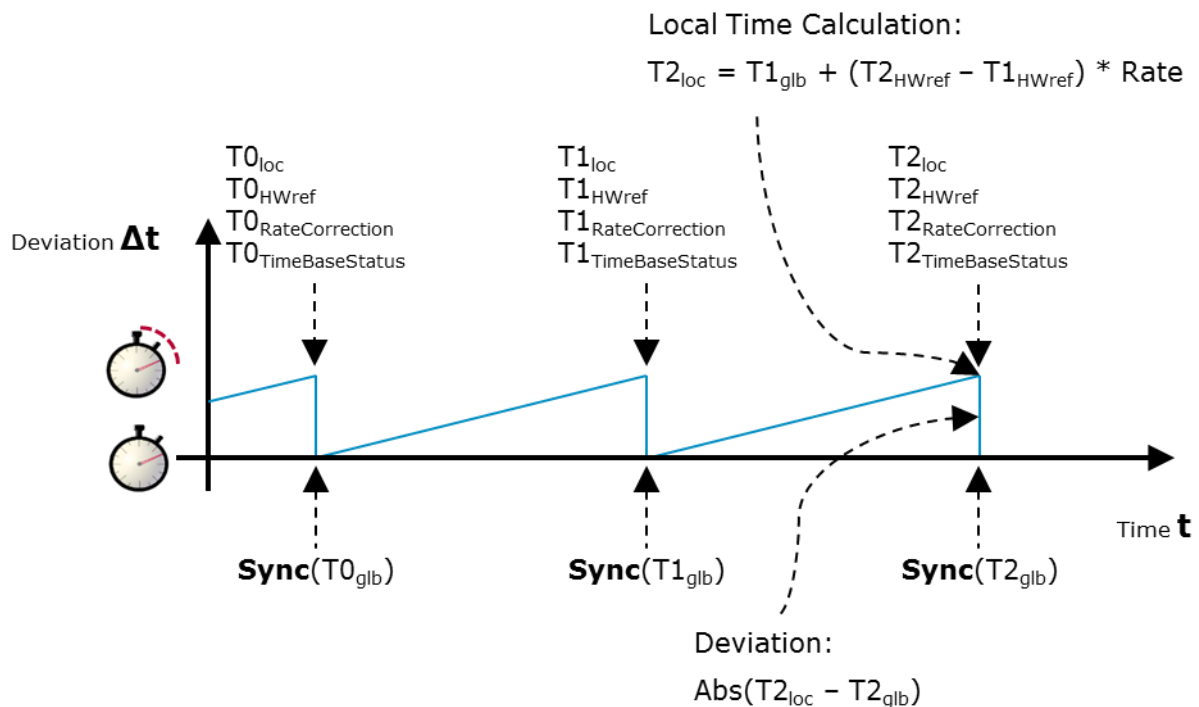 Local Time Calculation:
T2loc = T1glb + (T2HWref – T1HWref) * Rate
T0loc
T0HWref
T0RateCorrection
T0TimeBaseStatus
T1loc
T1HWref
T1RateCorrection
T1TimeBaseStatus
T2loc
T2HWref
T2RateCorrection
T2TimeBaseStatus
Deviation Δt
Time t
Sync(T0glb)
Sync(T1glb)
Sync(T2glb)
Deviation:
Abs(T2loc – T2glb)